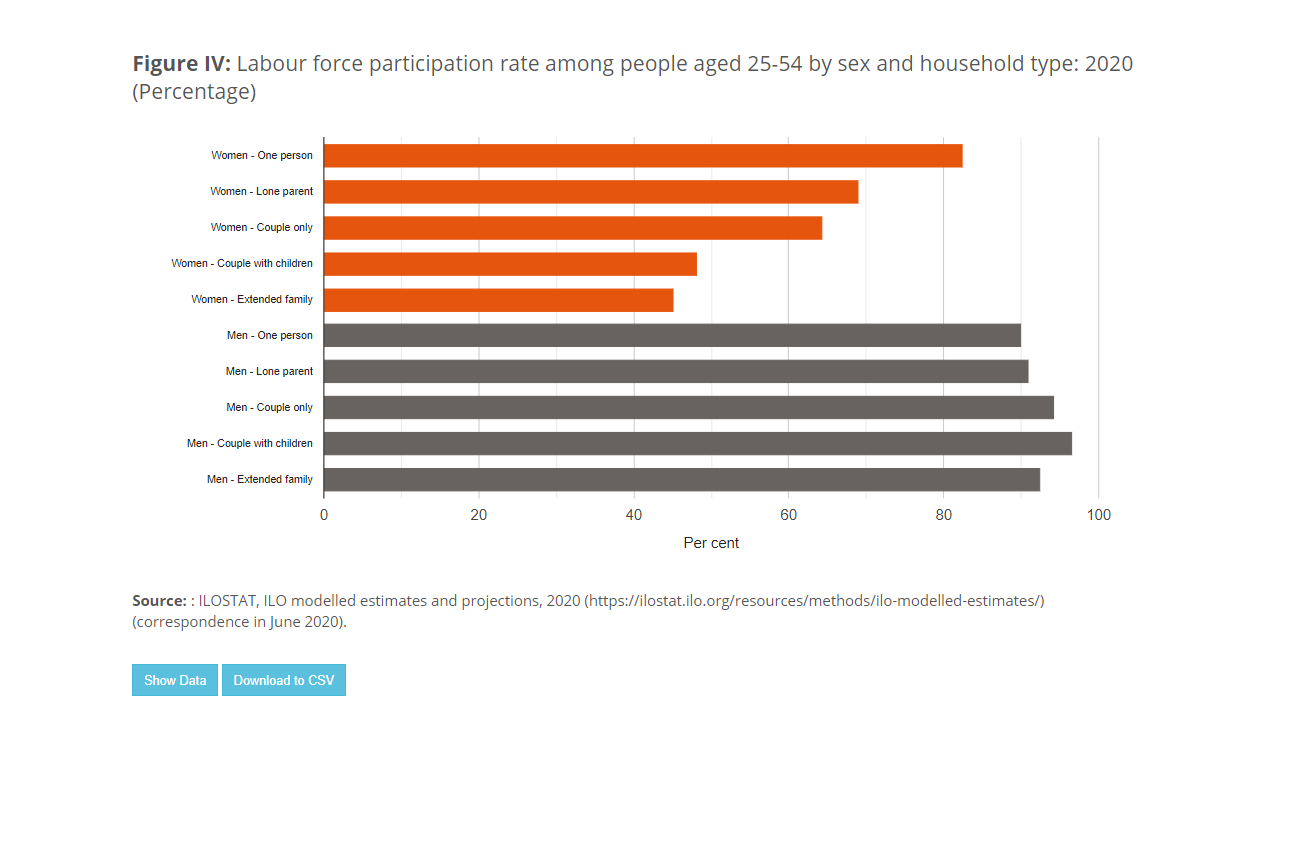 Figure IV: Labour force participation rate among people aged 25-54 by sex and household type: 2020
(Percentage)
Women - One person
Women - Lone parent
Women - Couple only
Women - Couple with children
Women - Extended family
Men - One person
Men - Lone parent
Men - Couple only
Men - Couple with children
Men - Extended family
0 20 40 60 80 100
Per cent
Source: : ILOSTAT, ILO modelled estimates and projections, 2020 (https://ilostat.ilo.org/resources/methods/ilo-modelled-estimates/)
(correspondence in June 2020).
Show Data Download to CSV